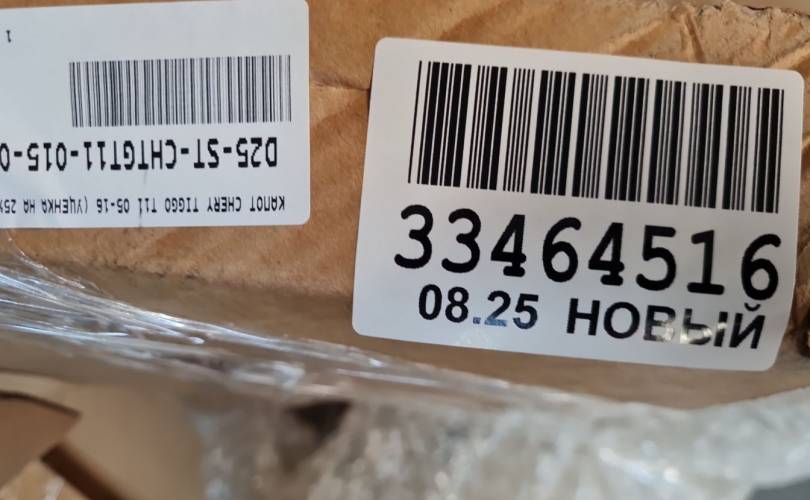 D25-ST-CHTGT11-015-0
КАПОТ CHERY TIGGO T11 05-16 (УЦЕНКА НА 25%
1
33464516
08.25 НОВЫЙ